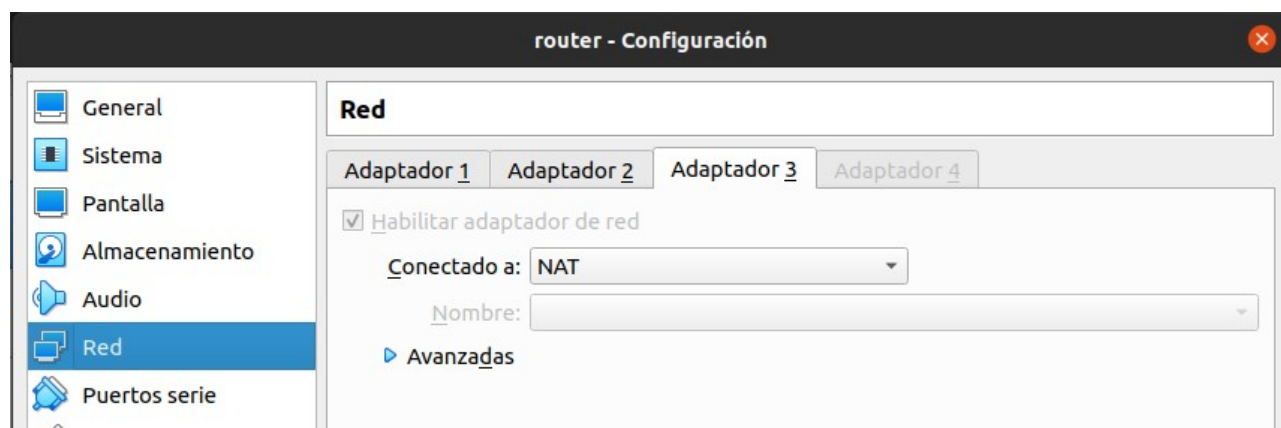 router - Configuración
General
Sistema
Pantalla
Almacenamiento
Audio
Red
Puertos serie
Red
Adaptador 1 Adaptador 2 Adaptador 3 Adaptador 4
Habilitar adaptador de red
Conectado a: NAT
Nombre:
Avanzadas